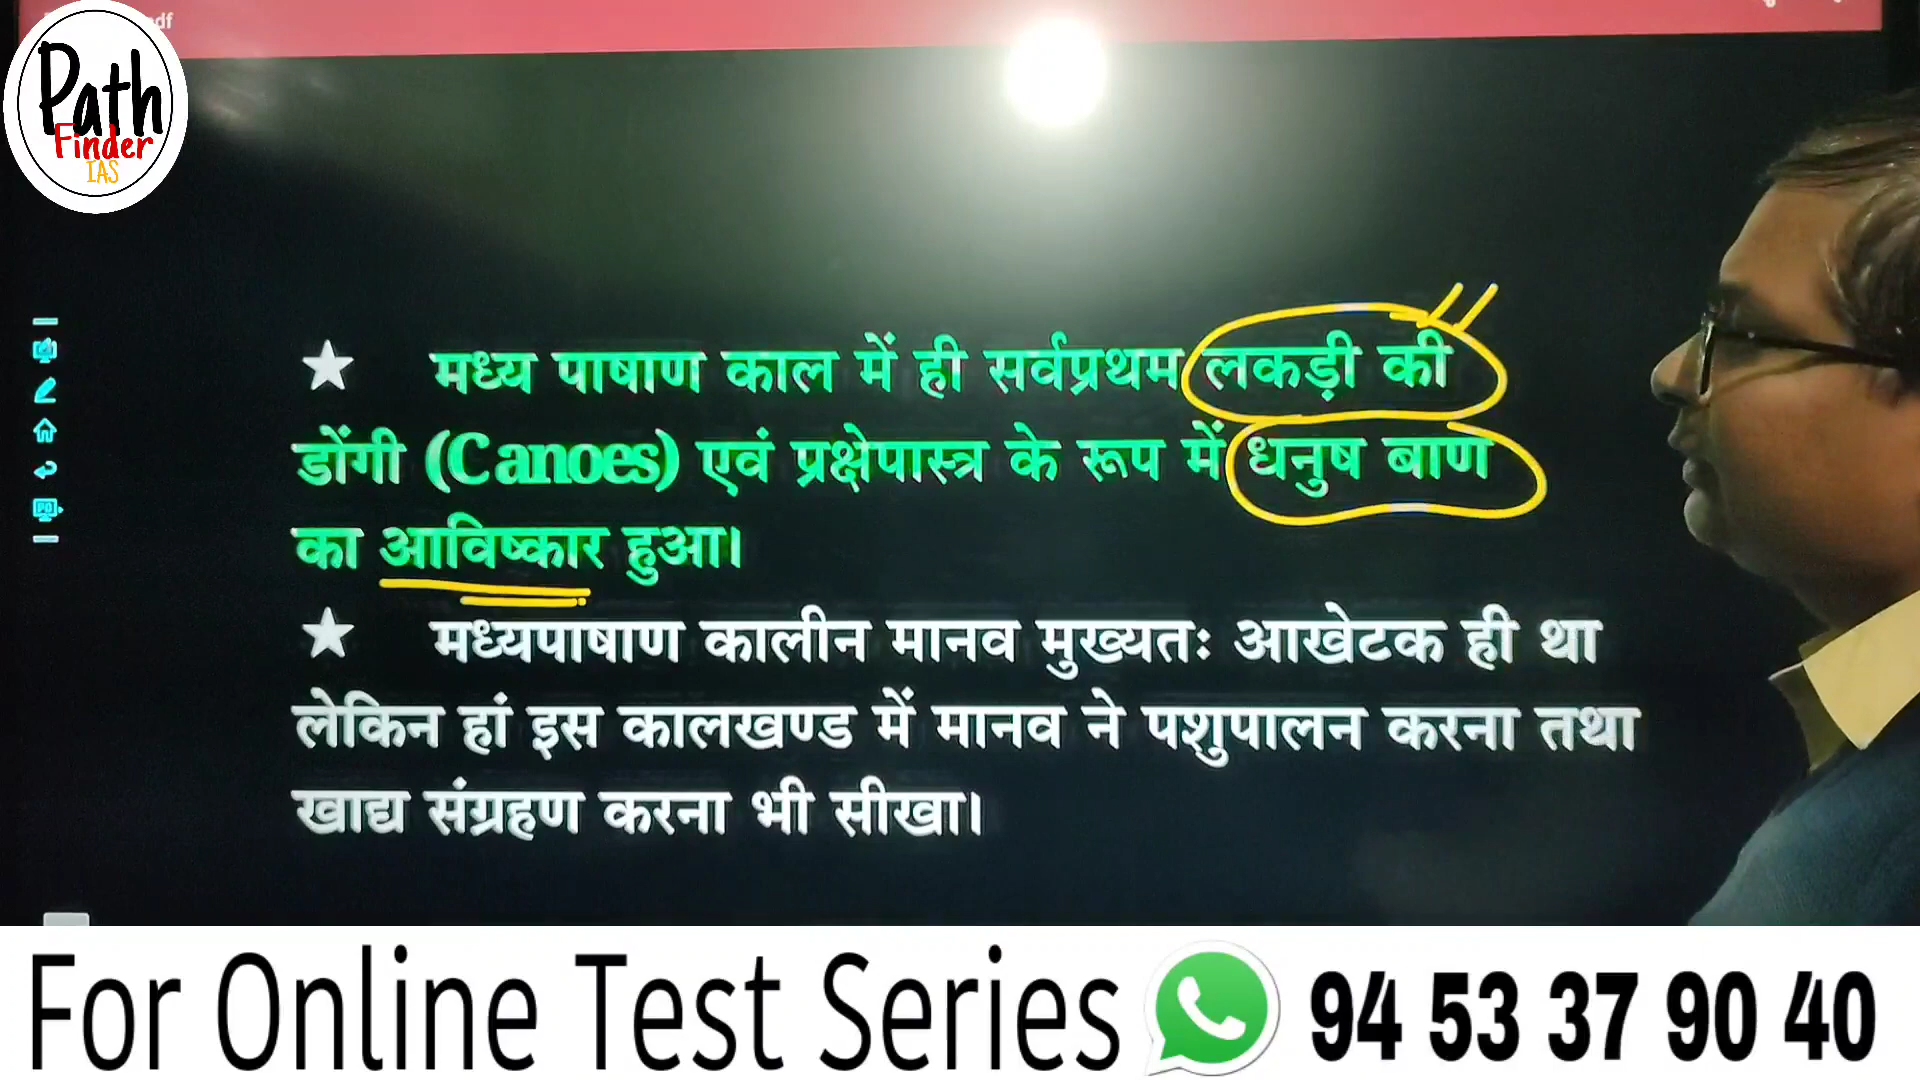 Path
Finder
IAS
df
★ मध्य पाषाण काल में ही सर्वप्रथम लकड़ी की
डोंगी (Canoes) एवं प्रक्षेपास्त्र के रूप में धनुष बाण
का आविष्कार हुआ।
★ मध्यपाषाण कालीन मानव मुख्यतः आखेटक ही था
लेकिन हां इस कालखण्ड में मानव ने पशुपालन करना तथा
खाद्य संग्रहण करना भी सीखा।
For Online Test Series 94 53 37 90 40